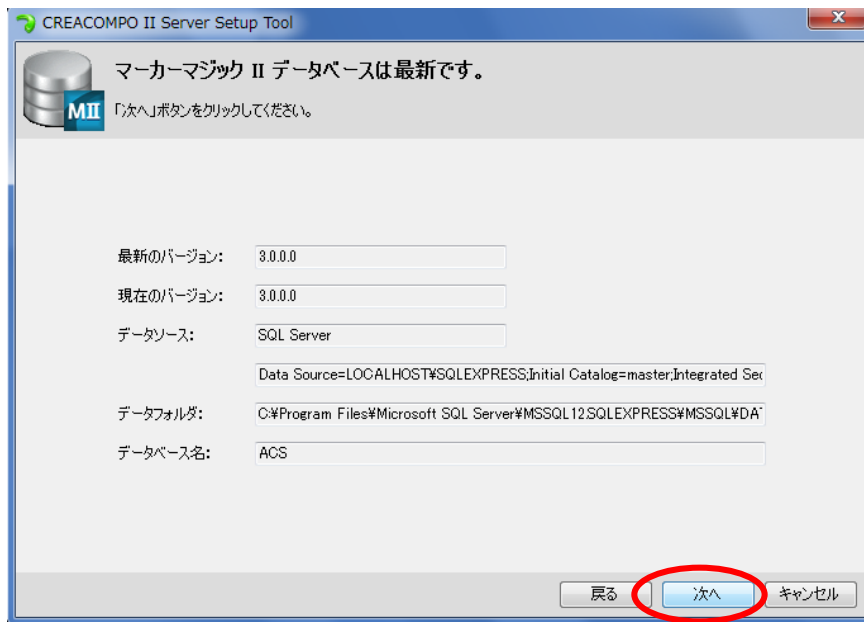 CREACOMPO II Server Setup Tool
マーカーマジック II データベースは最新です。
MII
「次へ」ボタンをクリックしてください。
最新のバージョン: 3.0.0.0
現在のバージョン: 3.0.0.0
データソース: SQL Server
Data Source=LOCALHOST¥SQLEXPRESS;Initial Catalog=master;Integrated Sec
データフォルダ: C:¥Program Files¥Microsoft SQL Server¥MSSQL12.SQLEXPRESS¥MSSQL¥DAT
データベース名: ACS
戻る 次へ キャンセル